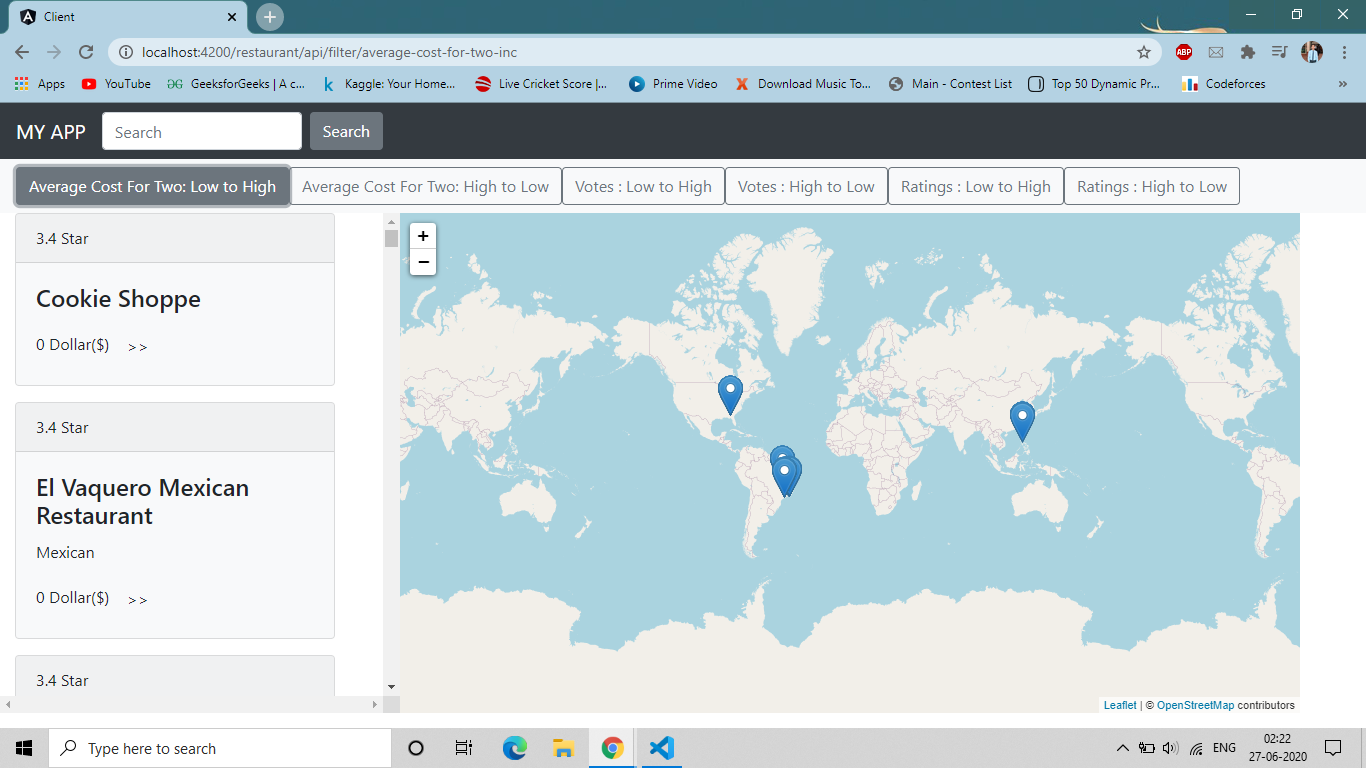 Client
localhost:4200/restaurant/api/filter/average-cost-for-two-inc
ABP
Apps YouTube GeeksforGeeks | A c... Kaggle: Your Home... Live Cricket Score |... Prime Video Download Music To... Main - Contest List Top 50 Dynamic Pr... Codeforces »
MY APP Search Search
Average Cost For Two: Low to High Average Cost For Two: High to Low Votes : Low to High Votes : High to Low Ratings : Low to High Ratings : High to Low
3.4 Star
Cookie Shoppe
0 Dollar($) >>
3.4 Star
El Vaquero Mexican
Restaurant
Mexican
0 Dollar($) >>
3.4 Star
+
−
Leaflet | © OpenStreetMap contributors
Type here to search
ENG
02:22
27-06-2020